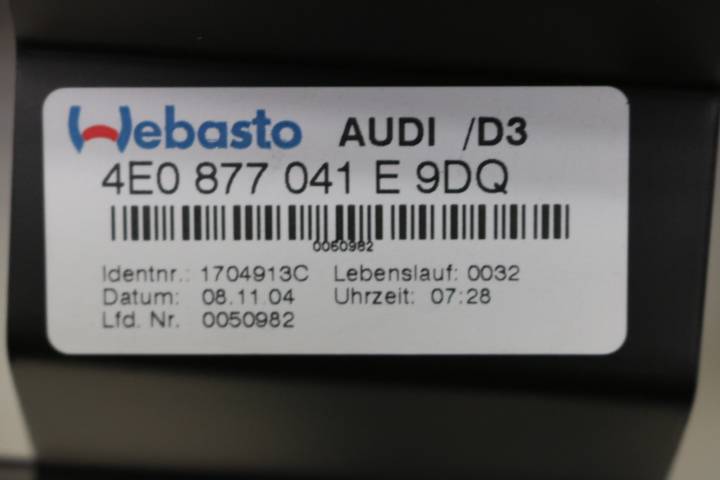 Webasto AUDI /D3
4E0 877 041 E 9DQ
0050982
Identnr.: 1704913C Lebenslauf: 0032
Datum: 08.11.04 Uhrzeit: 07:28
Lfd. Nr. 0050982